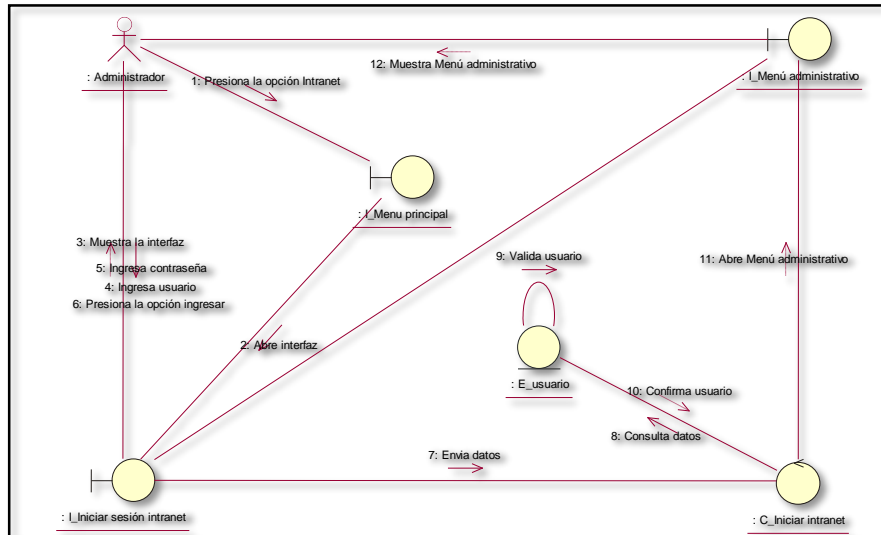 : Administrador
12: Muestra Menú administrativo
: I_Menú administrativo
1: Presiona la opción Intranet
: I_Menu principal
3: Muestra la interfaz
5: Ingresa contraseña
4: Ingresa usuario
6: Presiona la opción ingresar
9: Valida usuario
11: Abre Menú administrativo
2: Abre interfaz
: E_usuario
10: Confirma usuario
8: Consulta datos
7: Envia datos
: I_Iniciar sesión intranet
: C_Iniciar intranet